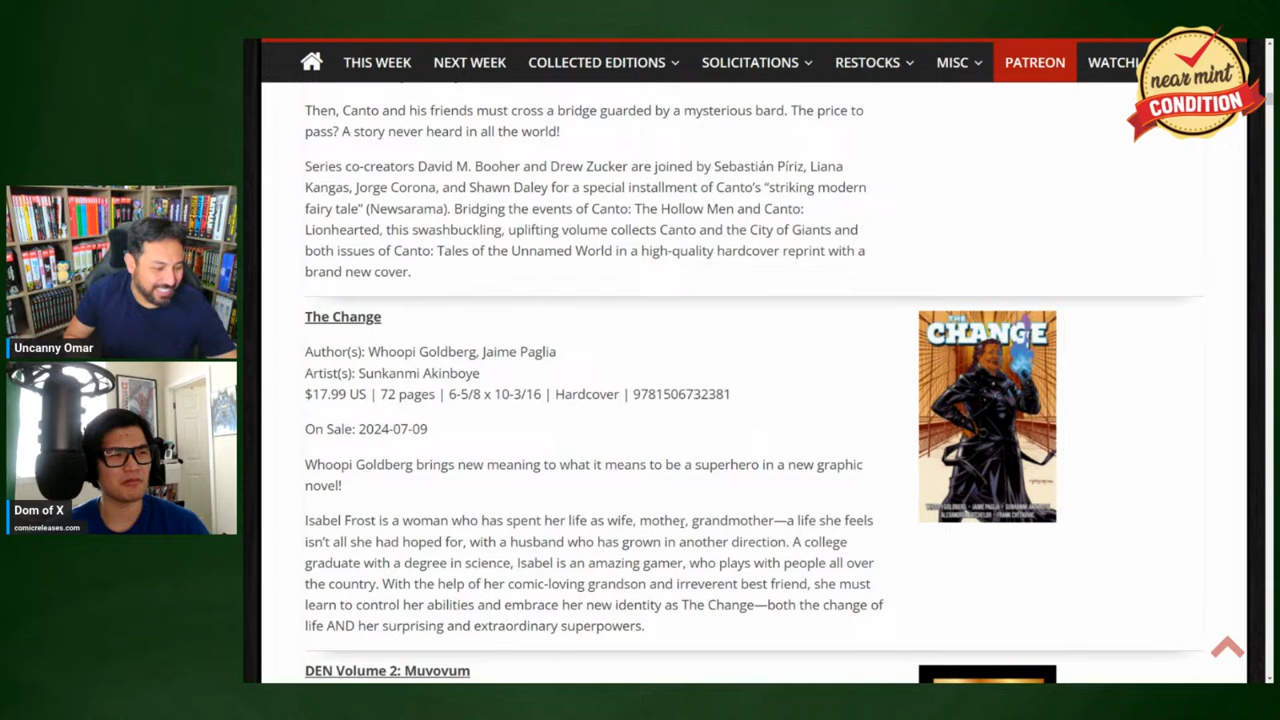 THIS WEEK NEXT WEEK COLLECTED EDITIONS SOLICITATIONS RESTOCKS MISC PATREON WATCHL
near mint
CONDITION
Then, Canto and his friends must cross a bridge guarded by a mysterious bard. The price to
pass? A story never heard in all the world!
Series co-creators David M. Booher and Drew Zucker are joined by Sebastián Píriz, Liana
Kangas, Jorge Corona, and Shawn Daley for a special installment of Canto's “striking modern
fairy tale” (Newsarama). Bridging the events of Canto: The Hollow Men and Canto:
Lionhearted, this swashbuckling, uplifting volume collects Canto and the City of Giants and
both issues of Canto: Tales of the Unnamed World in a high-quality hardcover reprint with a
brand new cover.
The Change
Author(s): Whoopi Goldberg, Jaime Paglia
Artist(s): Sunkanmi Akinboye
$17.99 US | 72 pages | 6-5/8 x 10-3/16 | Hardcover | 9781506732381
On Sale: 2024-07-09
Whoopi Goldberg brings new meaning to what it means to be a superhero in a new graphic
novel!
Isabel Frost is a woman who has spent her life as wife, mother, grandmother—a life she feels
isn't all she had hoped for, with a husband who has grown in another direction. A college
graduate with a degree in science, Isabel is an amazing gamer, who plays with people all over
the country. With the help of her comic-loving grandson and irreverent best friend, she must
learn to control her abilities and embrace her new identity as The Change—both the change of
life AND her surprising and extraordinary superpowers.
DEN Volume 2: Muvovum
THE
CHANGE
Uncanny Omar
Dom of X
comicreleases.com